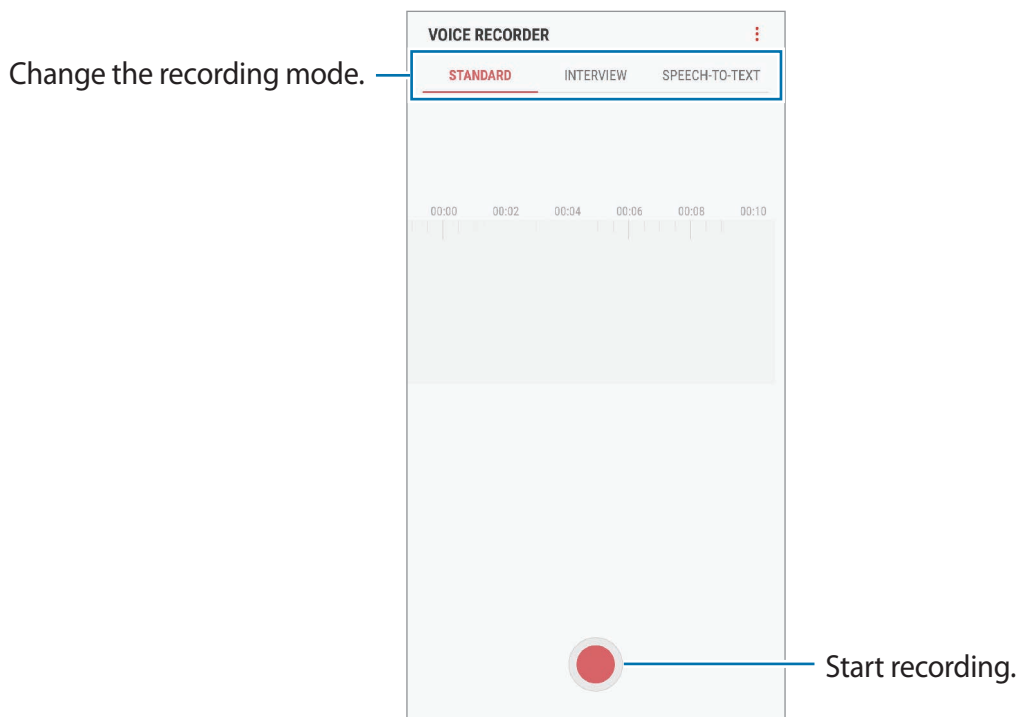 VOICE RECORDER
Change the recording mode.
STANDARD INTERVIEW SPEECH-TO-TEXT
00:00 00:02 00:04 00:06 00:08 00:10
Start recording.